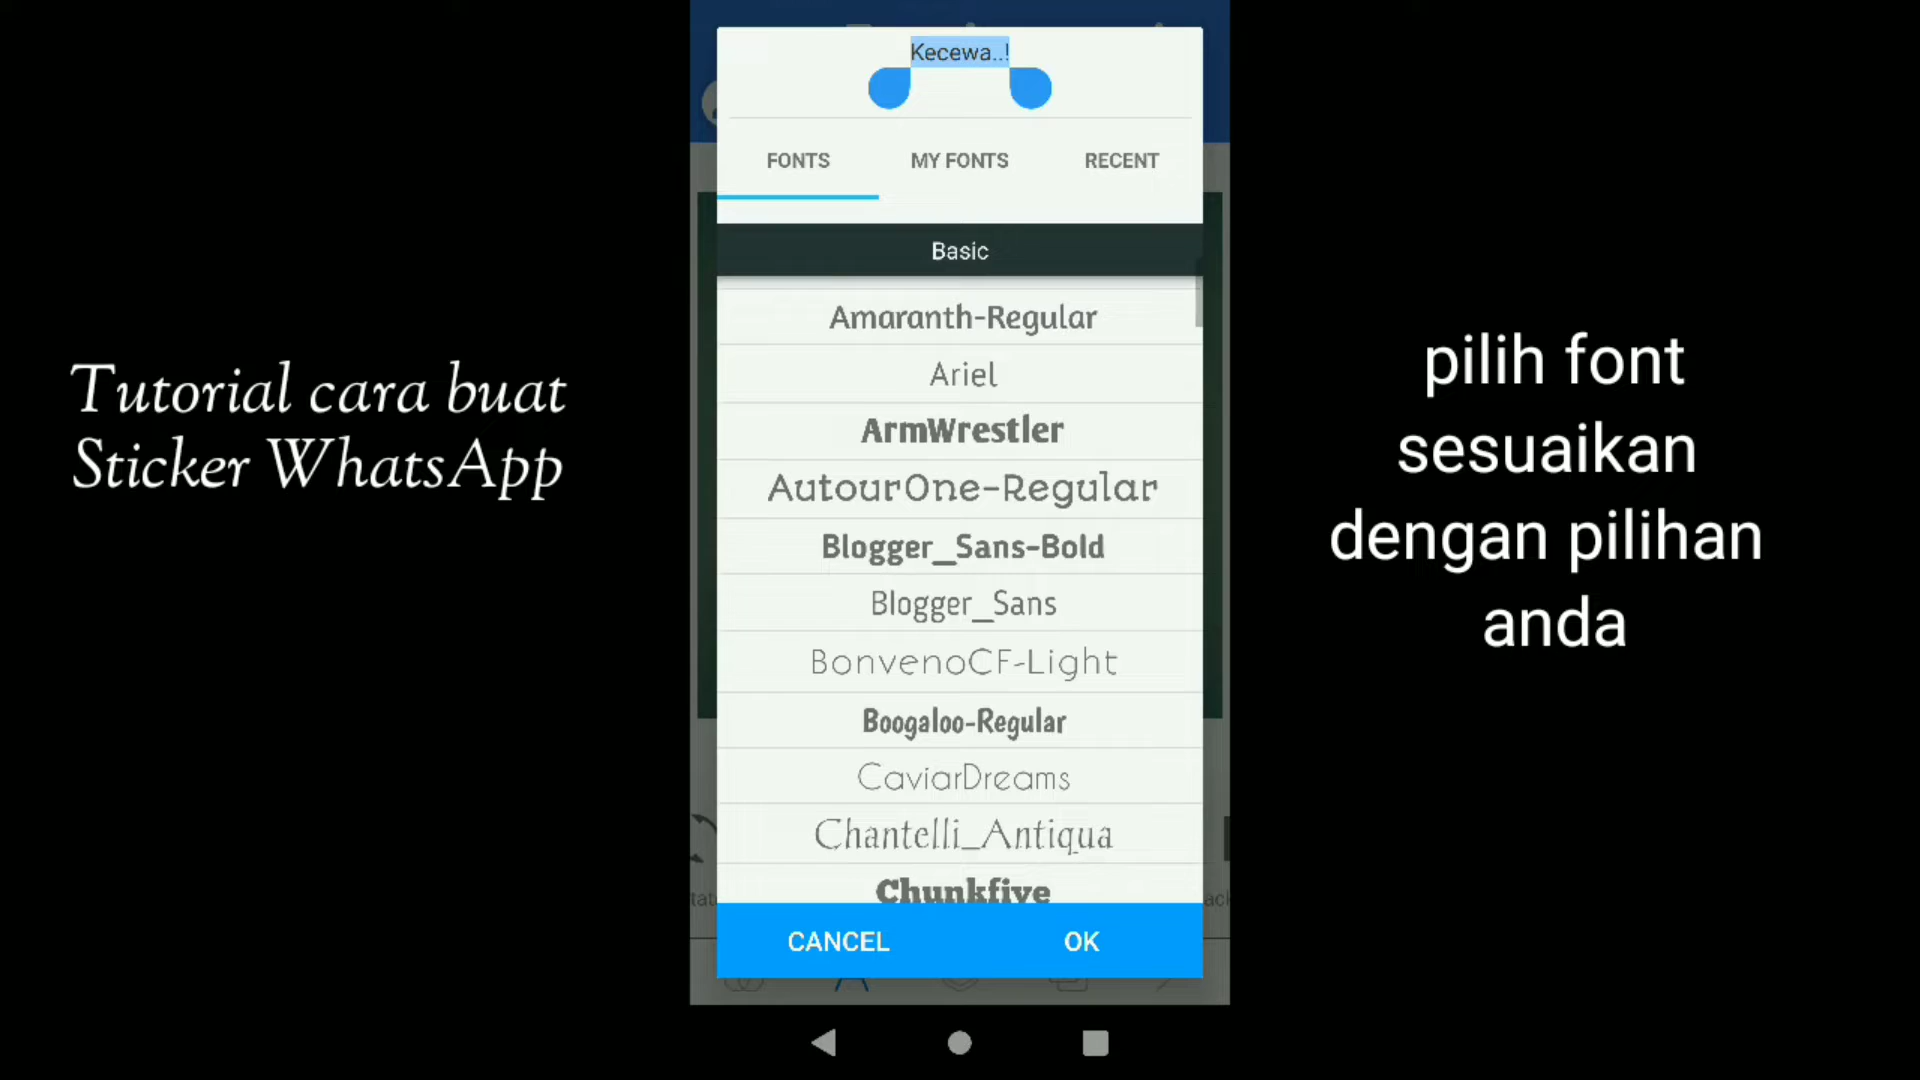 Tutorial cara buat
Sticker WhatsApp
Kecewa..!
FONTS
MY FONTS
RECENT
Basic
Amaranth-Regular
Ariel
ArmWrestler
AutourOne-Regular
Blogger_Sans-Bold
Blogger_Sans
BonvenoCF-Light
Boogaloo-Regular
CaviarDreams
Chantelli_Antiqua
Chunkfive
CANCEL
OK
pilih font
sesuaikan
dengan pilihan
anda